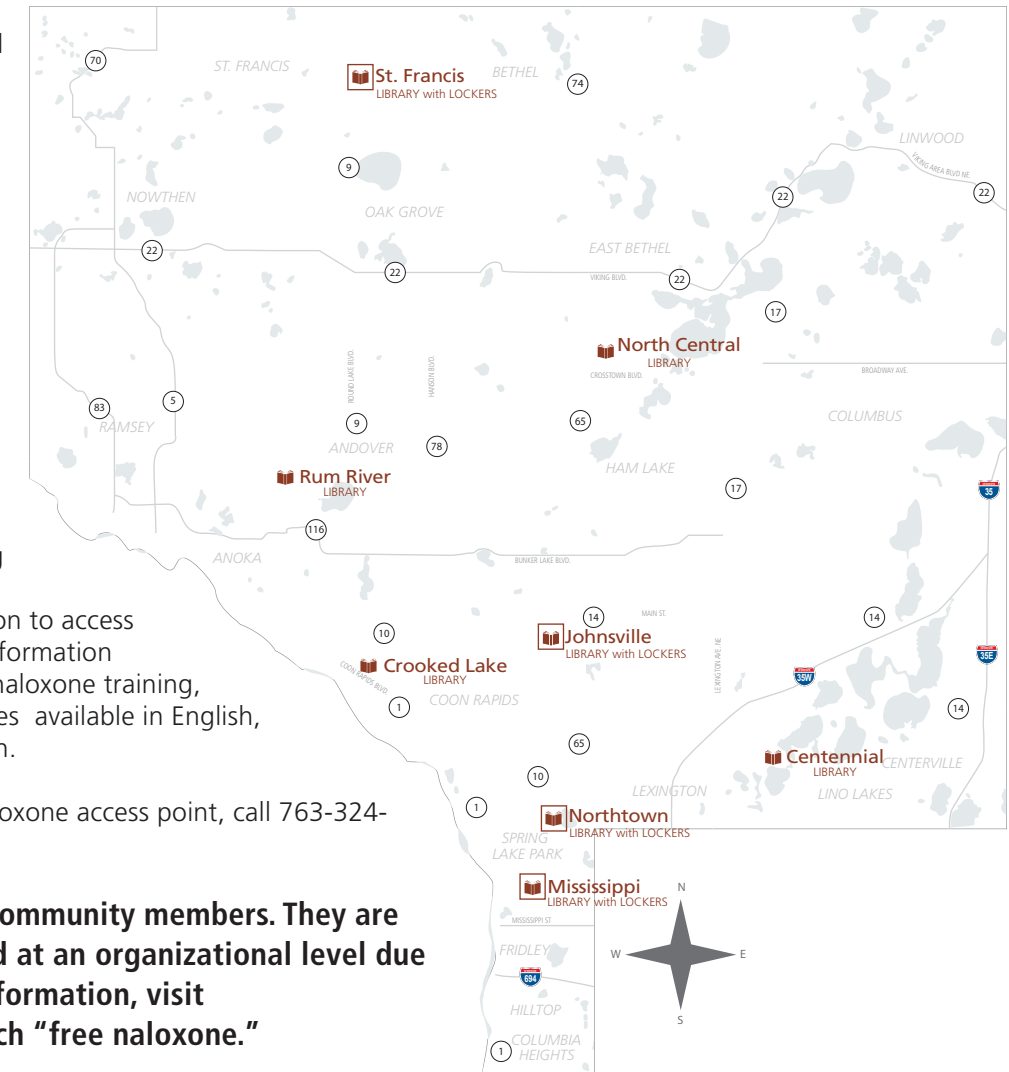 70
ST. FRANCIS
St. Francis
LIBRARY with LOCKERS
BETHEL
74
LINWOOD
VIKING AREA BLVD NE.
9
22
22
NOWTHEN
OAK GROVE
EAST BETHEL
22
22
VIKING BLVD.
22
17
North Central
LIBRARY
CROSSTOWN BLVD.
BROADWAY AVE.
ROUND LAKE BLVD.
HANSON BLVD.
83
5
RAMSEY
9
ANDOVER
78
65
HAM LAKE
COLUMBUS
Rum River
LIBRARY
17
35
116
ANOKA
BUNKER LAKE BLVD.
on to access
formation
naloxone training,
es available in English,
n.
10
14
MAIN ST.
14
Johnsville
LIBRARY with LOCKERS
LEXINGTON AVE. NE
35E
Crooked Lake
LIBRARY
COON RAPIDS BLVD.
COON RAPIDS
1
35W
14
65
10
Centennial
LIBRARY
CENTERVILLE
LEXINGTON
LINO LAKES
oxone access point, call 763-324-
1
Northtown
LIBRARY with LOCKERS
SPRING
LAKE PARK
Mississippi
LIBRARY with LOCKERS
MISSISSIPPI ST
N
W
E
S
ommunity members. They are
d at an organizational level due
formation, visit
ch “free naloxone.”
FRIDLEY
694
HILLTOP
COLUMBIA
HEIGHTS
1